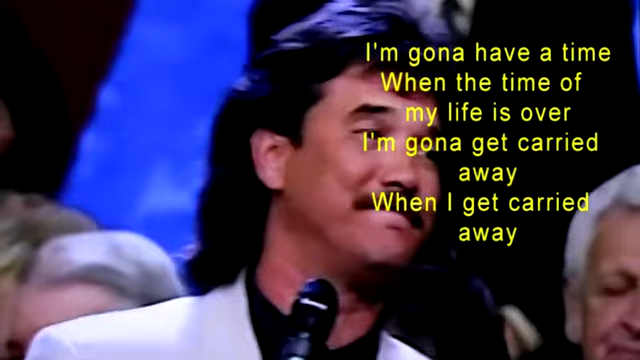 I'm gona have a time
When the time of
my life is over
I'm gona get carried
away
When I get carried
away